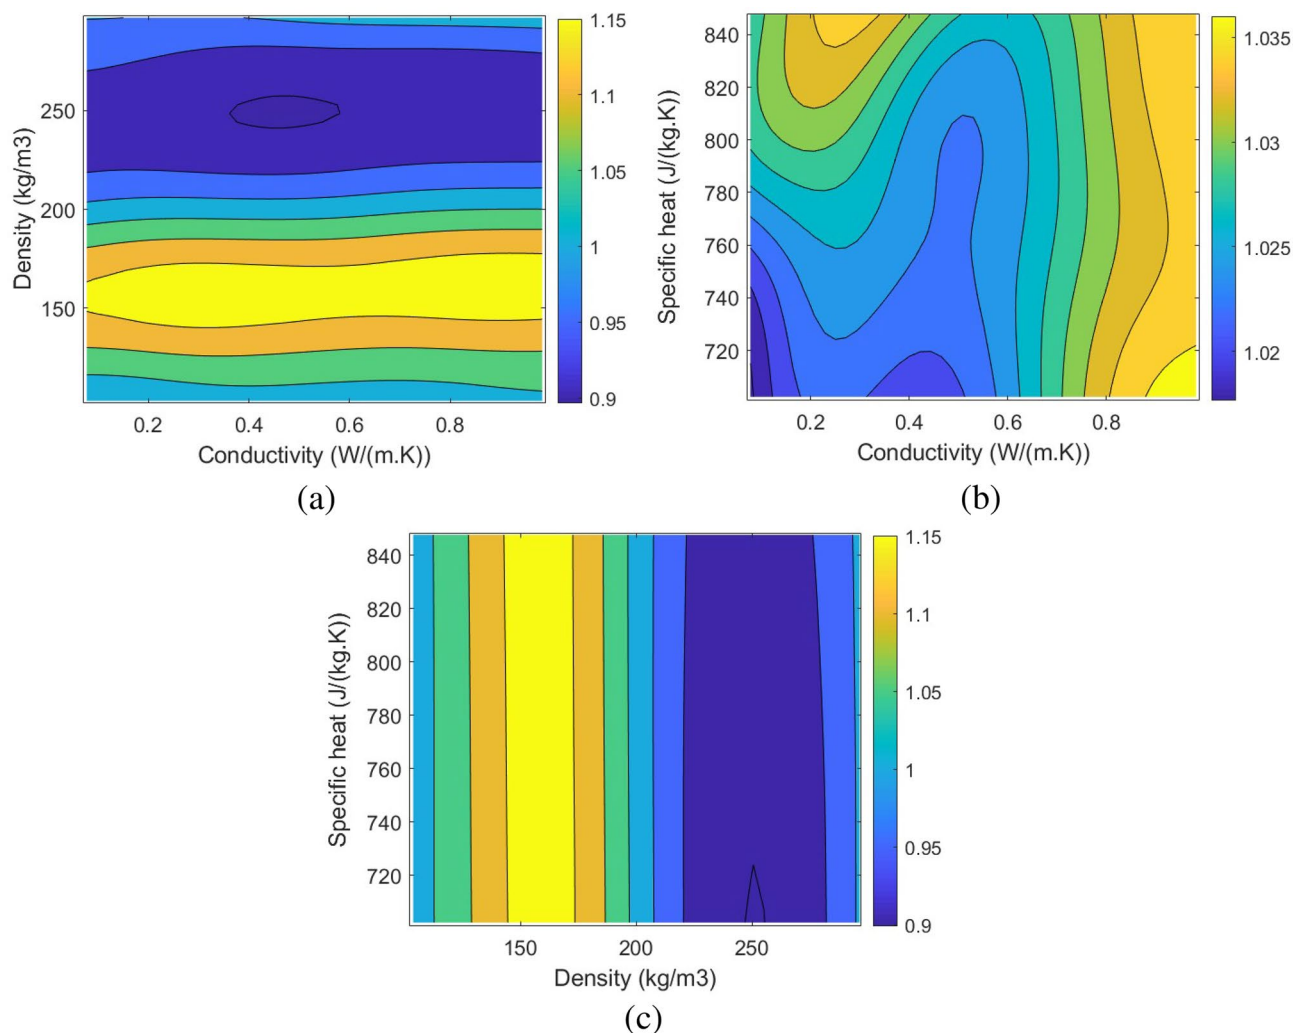 1.15
250
200
150
Density (kg/m3)
0.2 0.4 0.6 0.8
Conductivity (W/(m.K))
1.1
1.05
1
0.95
0.9
(a)
840
820
800
780
760
740
720
Specific heat (J/(kg.K))
0.2 0.4 0.6 0.8
Conductivity (W/(m.K))
1.035
1.03
1.025
1.02
(b)
840
820
800
780
760
740
720
Specific heat (J/(kg.K))
150 200 250
Density (kg/m3)
1.15
1.1
1.05
1
0.95
0.9
(c)